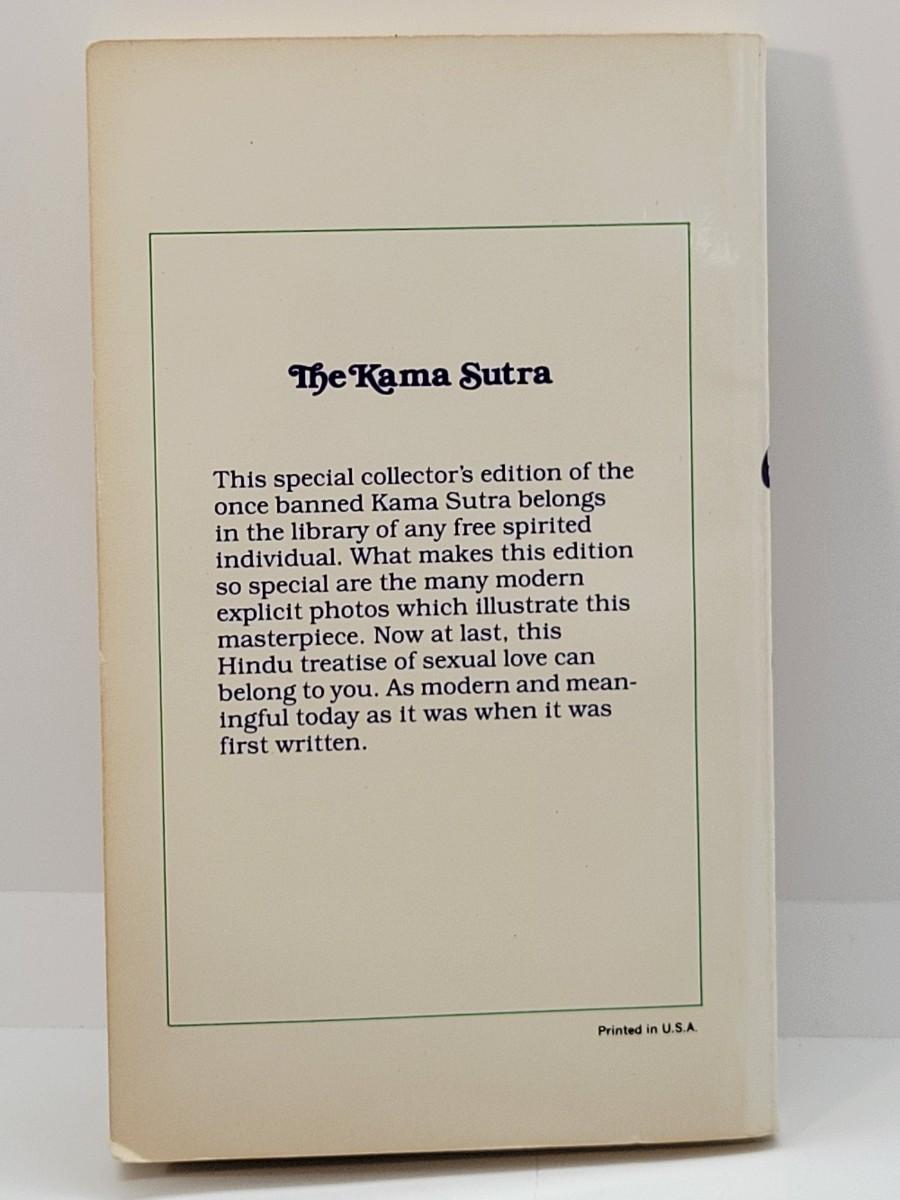 The Kama Sutra
This special collector's edition of the
once banned Kama Sutra belongs
in the library of any free spirited
individual. What makes this edition
so special are the many modern
explicit photos which illustrate this
masterpiece. Now at last, this
Hindu treatise of sexual love can
belong to you. As modern and mean-
ingful today as it was when it was
first written.
Printed in U.S.A.